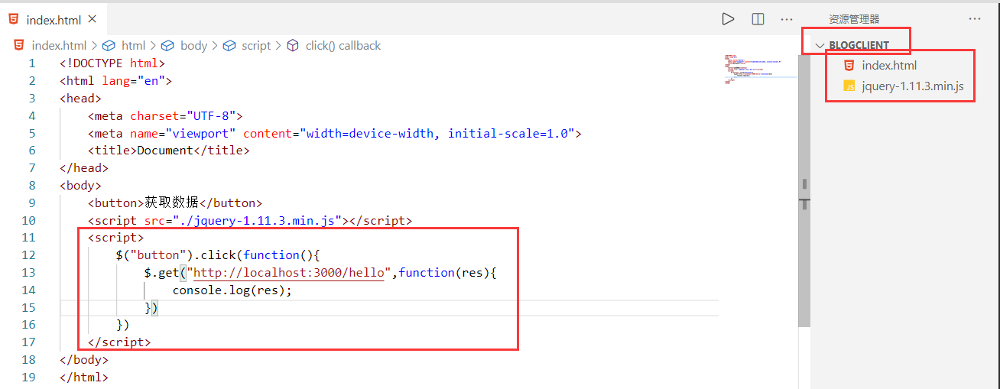 index.html
资源管理器
index.html html body script click() callback
BLOGCLIENT
index.html
jquery-1.11.3.min.js
1 <!DOCTYPE html>
2 <html lang="en">
3 <head>
4 <meta charset="UTF-8">
5 <meta name="viewport" content="width=device-width, initial-scale=1.0">
6 <title>Document</title>
7 </head>
8 <body>
9 <button>获取数据</button>
10 <script src="./jquery-1.11.3.min.js"></script>
11 <script>
12 $("button").click(function(){
13 $.get("http://localhost:3000/hello",function(res){
14 console.log(res);
15 })
16 })
17 </script>
18 </body>
19 </html>